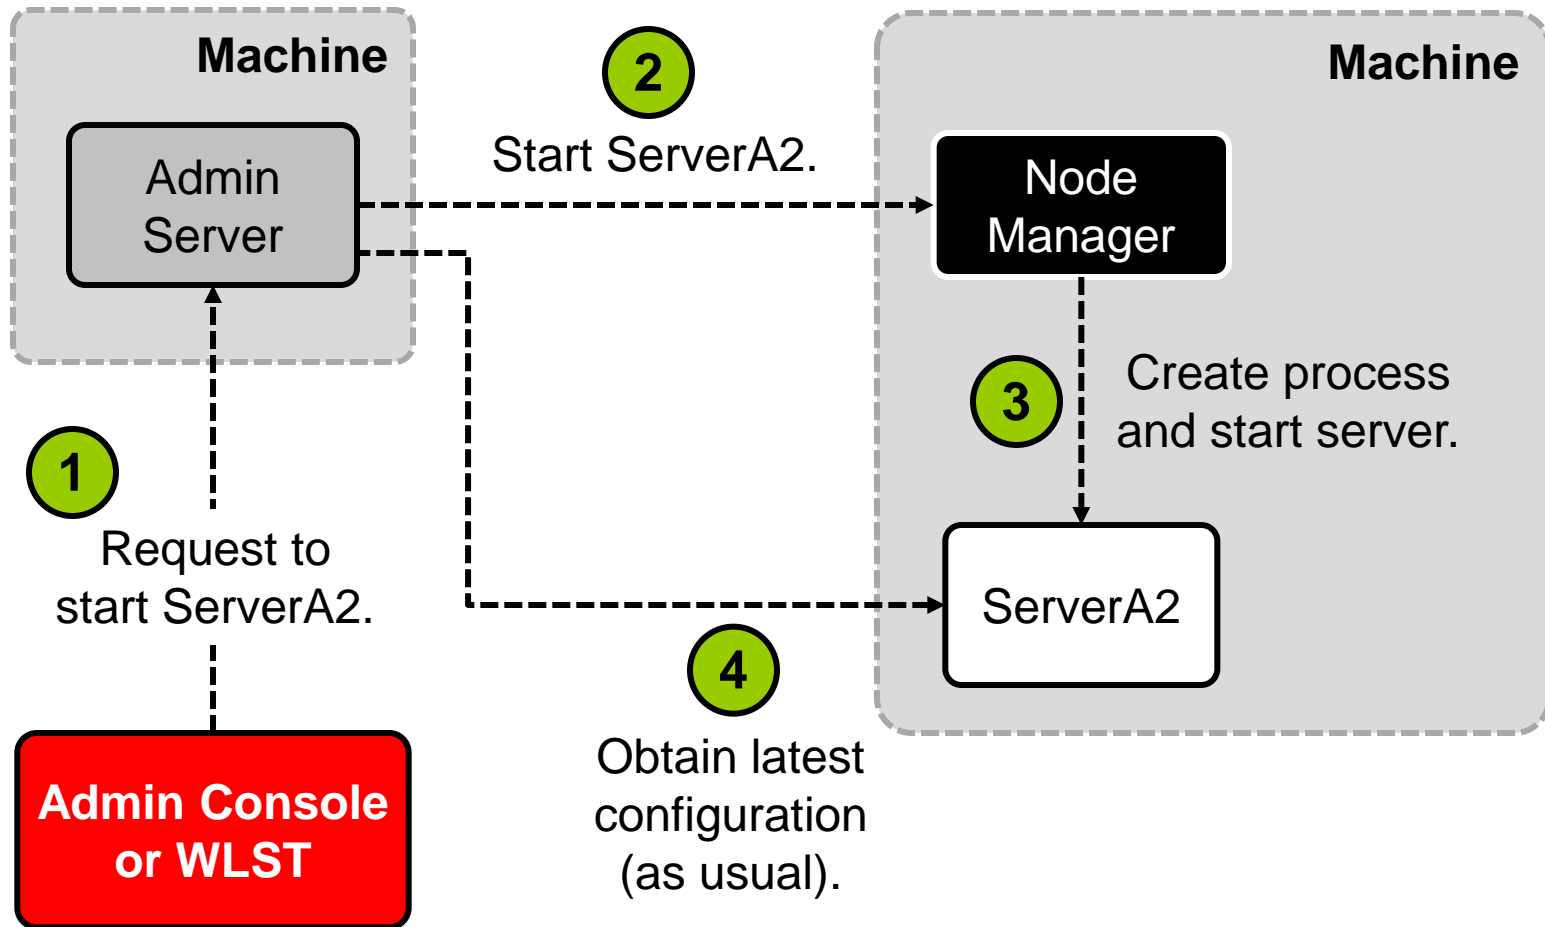 Machine
Admin
Server
2
Start ServerA2.
Machine
Node
Manager
1
Request to
start ServerA2.
3
Create process
and start server.
ServerA2
4
Obtain latest
configuration
(as usual).
Admin Console
or WLST